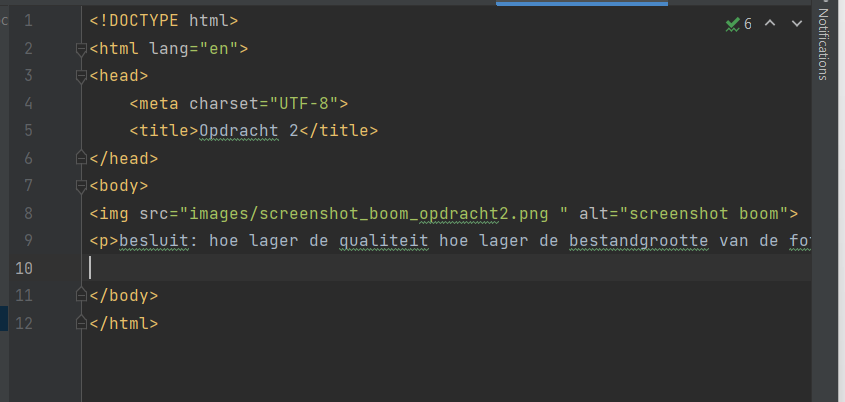 1 <!DOCTYPE html>
2 <html lang="en">
3 <head>
4     <meta charset="UTF-8">
5     <title>Opdracht 2</title>
6 </head>
7 <body>
8 <img src="images/screenshot_boom_opdracht2.png " alt="screenshot boom">
9 <p>besluit: hoe lager de qualiteit hoe lager de bestandgrootte van de
10
11 </body>
12 </html>
6
Notifications